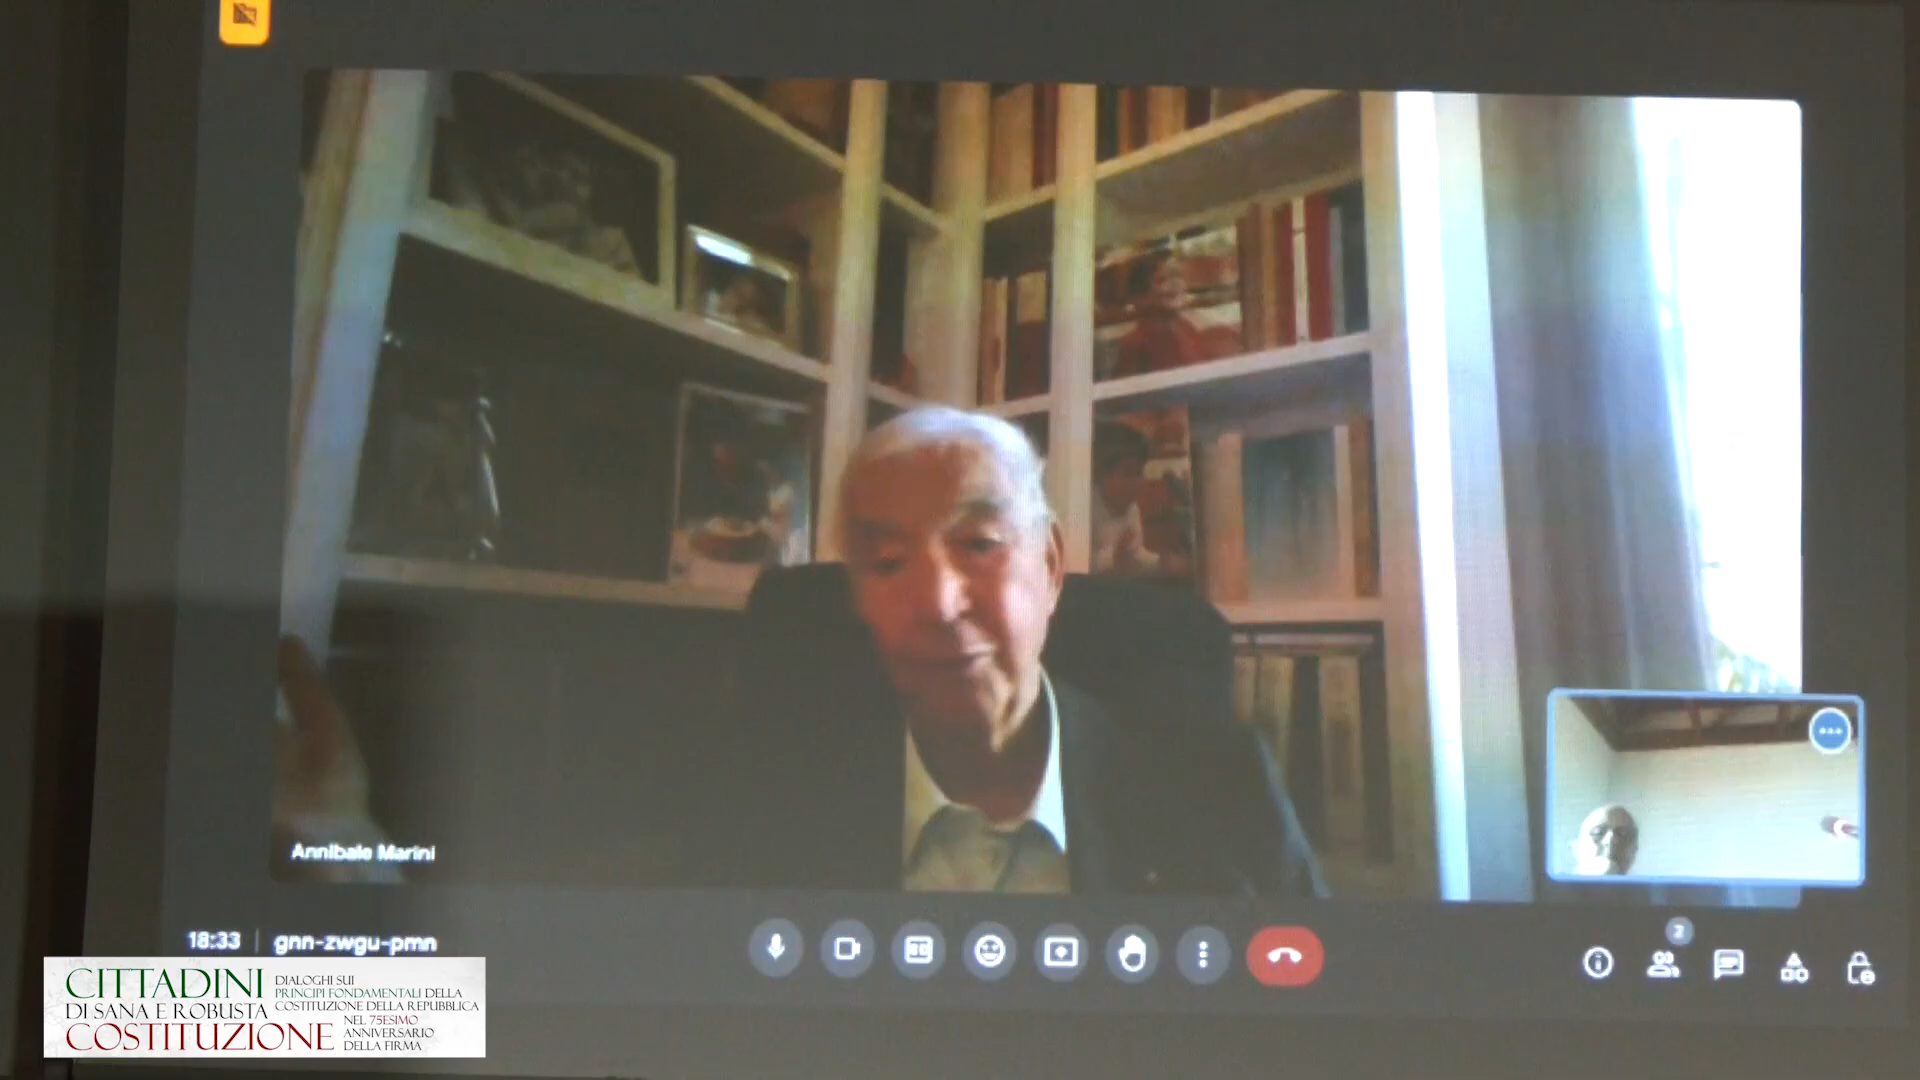 Annibale Marini
18:33 | gnn-zwgu-pmn
2
CITTADINI
DI SANA E ROBUSTA
COSTITUZIONE
DIALOGHI SUI
PRINCIPI FONDAMENTALI DELLA
COSTITUZIONE DELLA REPUBBLICA
NEL 75ESIMO
ANNIVERSARIO
DELLA FIRMA